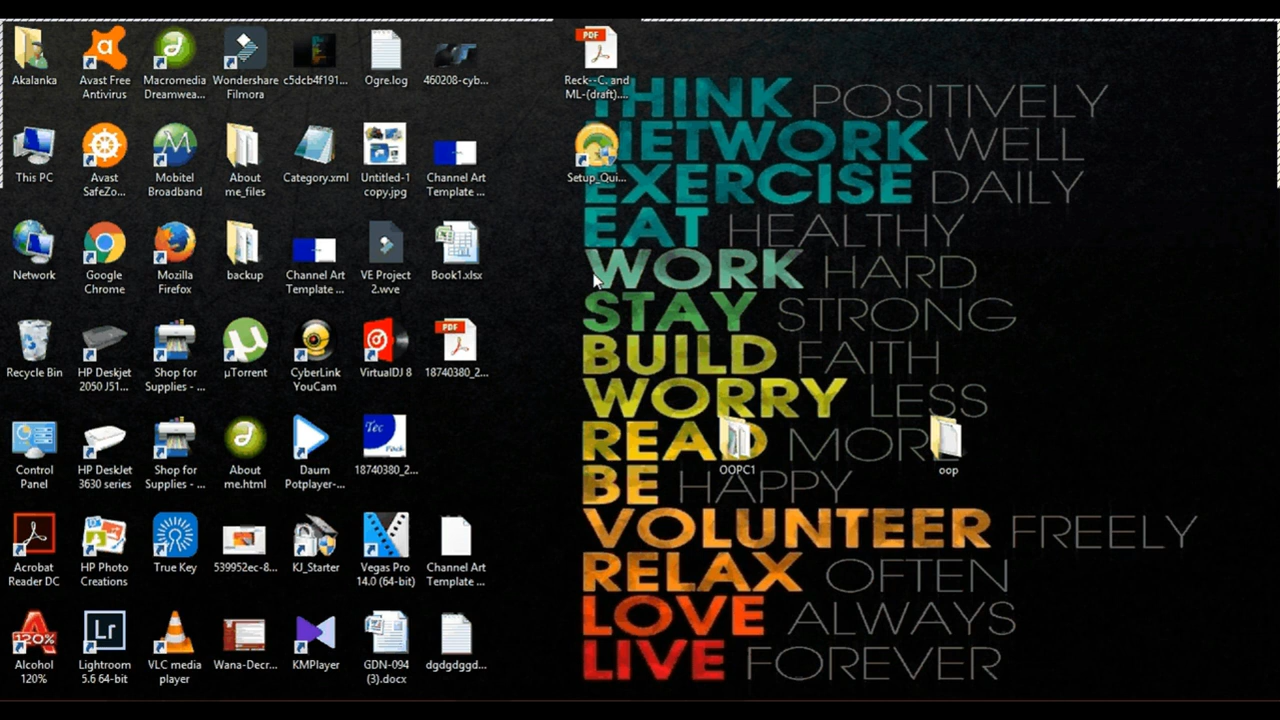 Akalanka
Avast Free
Antivirus
Macromedia
Dreamwea...
Wondershare
Filmora
c5dcb4f191...
Ogre.log
460208-cyb...
PDF
Reck--C. and
ML-(draft)....
This PC
Avast
SafeZo...
Mobitel
Broadband
About
me_files
Category.xml
Untitled-1
copy.jpg
Channel Art
Template ...
Setup_Qui...
Network
Google
Chrome
Mozilla
Firefox
backup
Channel Art
Template ...
VE Project
2.wve
Book1.xlsx
Recycle Bin
HP Deskjet
2050 J51...
Shop for
Supplies - ...
µTorrent
CyberLink
YouCam
VirtualDJ 8
PDF
18740380_2...
Control
Panel
HP DeskJet
3630 series
Shop for
Supplies - ...
About
me.html
Daum
Potplayer-...
Tec
18740380_2...
OOPC1
oop
Acrobat
Reader DC
HP Photo
Creations
True Key
539952ec-8...
KJ_Starter
Vegas Pro
14.0 (64-bit)
Channel Art
Template ...
120%
Alcohol
120%
Lr
Lightroom
5.6 64-bit
VLC media
player
Wana-Decr...
KMPlayer
GDN-094
(3).docx
dgdgdggd...
THINK POSITIVELY
NETWORK WELL
EXERCISE DAILY
EAT HEALTHY
WORK HARD
STAY STRONG
BUILD FAITH
WORRY LESS
READ MORE
BE HAPPY
VOLUNTEER FREELY
RELAX OFTEN
LOVE ALWAYS
LIVE FOREVER